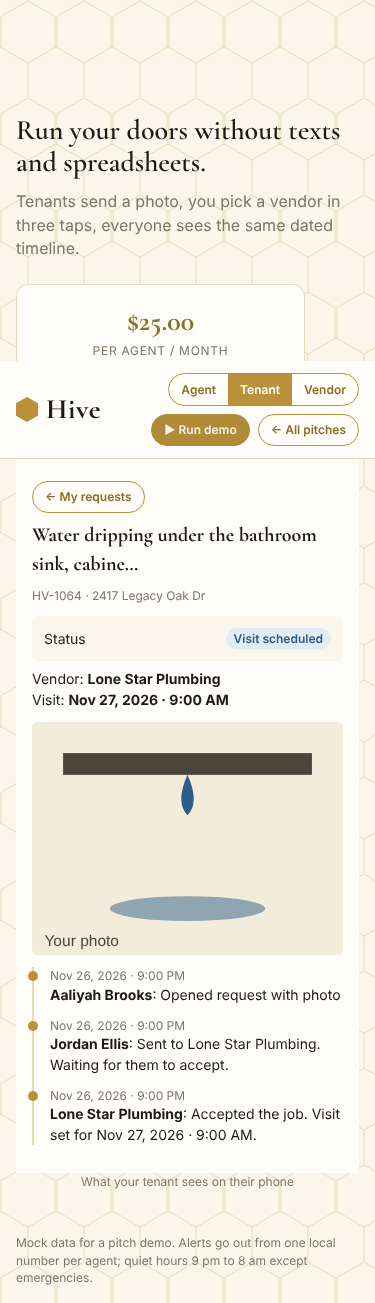 Run your doors without texts
and spreadsheets.
Tenants send a photo, you pick a vendor in
three taps, everyone sees the same dated
timeline.
$25.00
PER AGENT / MONTH
Hive
Agent
Tenant
Vendor
▶ Run demo
← All pitches
← My requests
Water dripping under the bathroom
sink, cabine...
HV-1064 · 2417 Legacy Oak Dr
Status
Visit scheduled
Vendor: Lone Star Plumbing
Visit: Nov 27, 2026 · 9:00 AM
Your photo
Nov 26, 2026 · 9:00 PM
Aaliyah Brooks: Opened request with photo
Nov 26, 2026 · 9:00 PM
Jordan Ellis: Sent to Lone Star Plumbing.
Waiting for them to accept.
Nov 26, 2026 · 9:00 PM
Lone Star Plumbing: Accepted the job. Visit
set for Nov 27, 2026 · 9:00 AM.
What your tenant sees on their phone
Mock data for a pitch demo. Alerts go out from one local
number per agent; quiet hours 9 pm to 8 am except
emergencies.